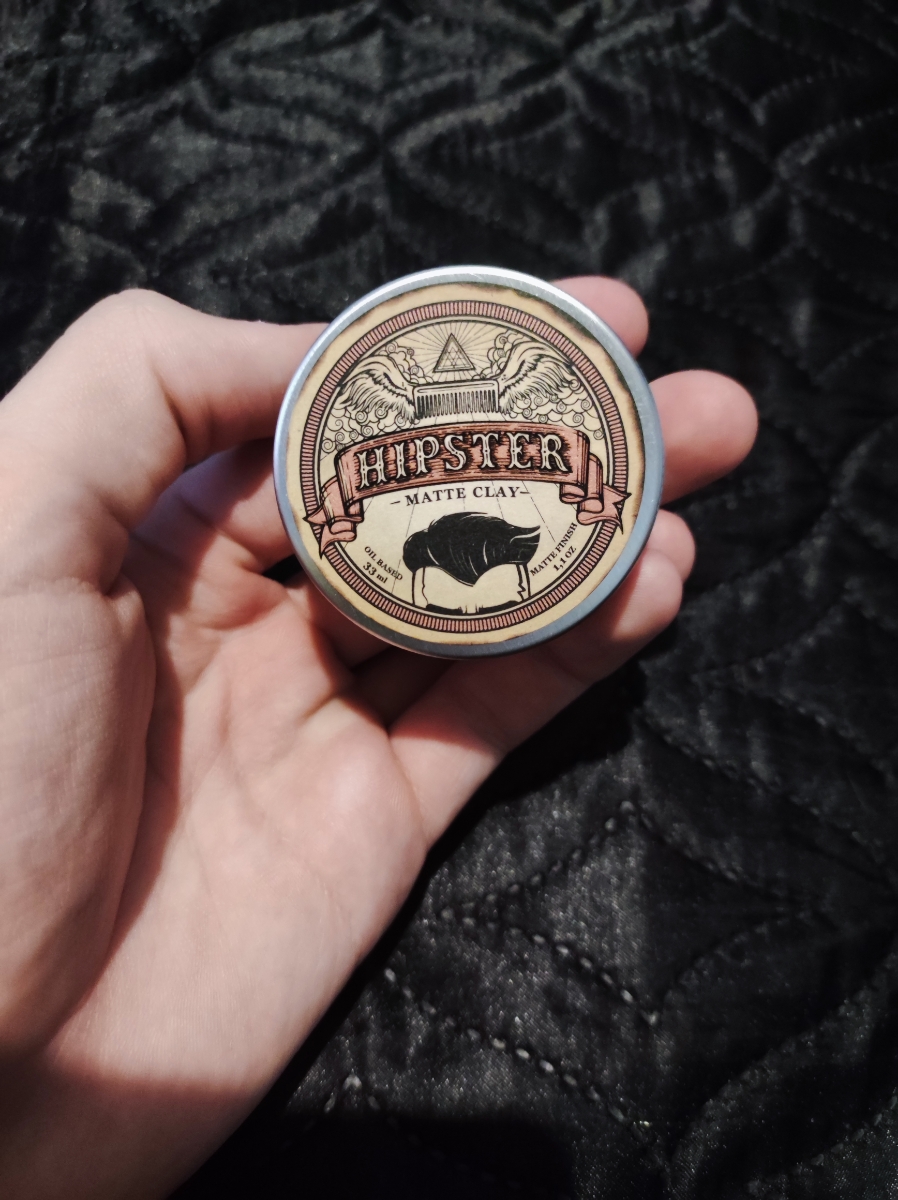 HIPSTER
–MATTE CLAY–
OIL BASED
33 ml
MATTE FINISH
1,1 OZ